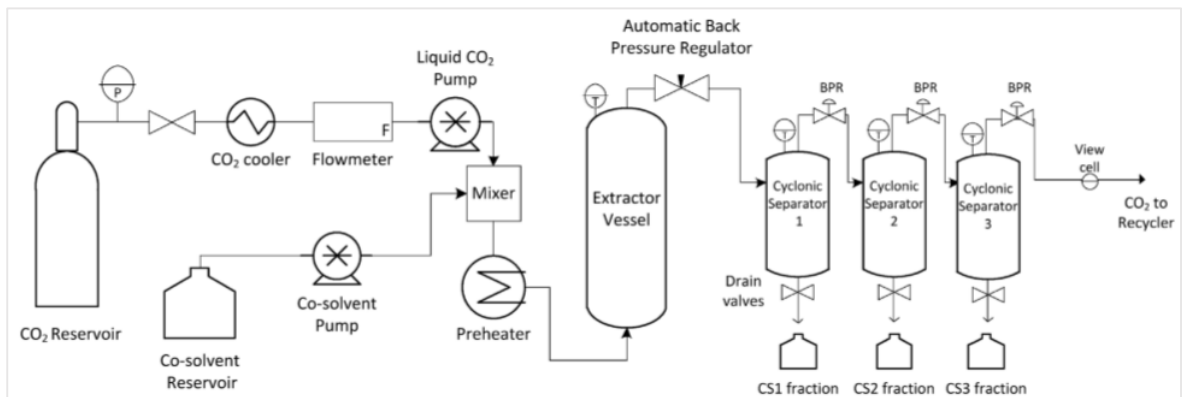 Automatic Back
Pressure Regulator
Liquid CO₂
Pump
P
CO₂ cooler
F
Flowmeter
Mixer
T
Extractor
Vessel
BPR
BPR
BPR
T
T
T
Cyclonic
Separator
1
Cyclonic
Separator
2
Cyclonic
Separator
3
View
cell
CO₂ to
Recycler
Drain
valves
CO₂ Reservoir
Co-solvent
Reservoir
Co-solvent
Pump
Preheater
CS1 fraction
CS2 fraction
CS3 fraction